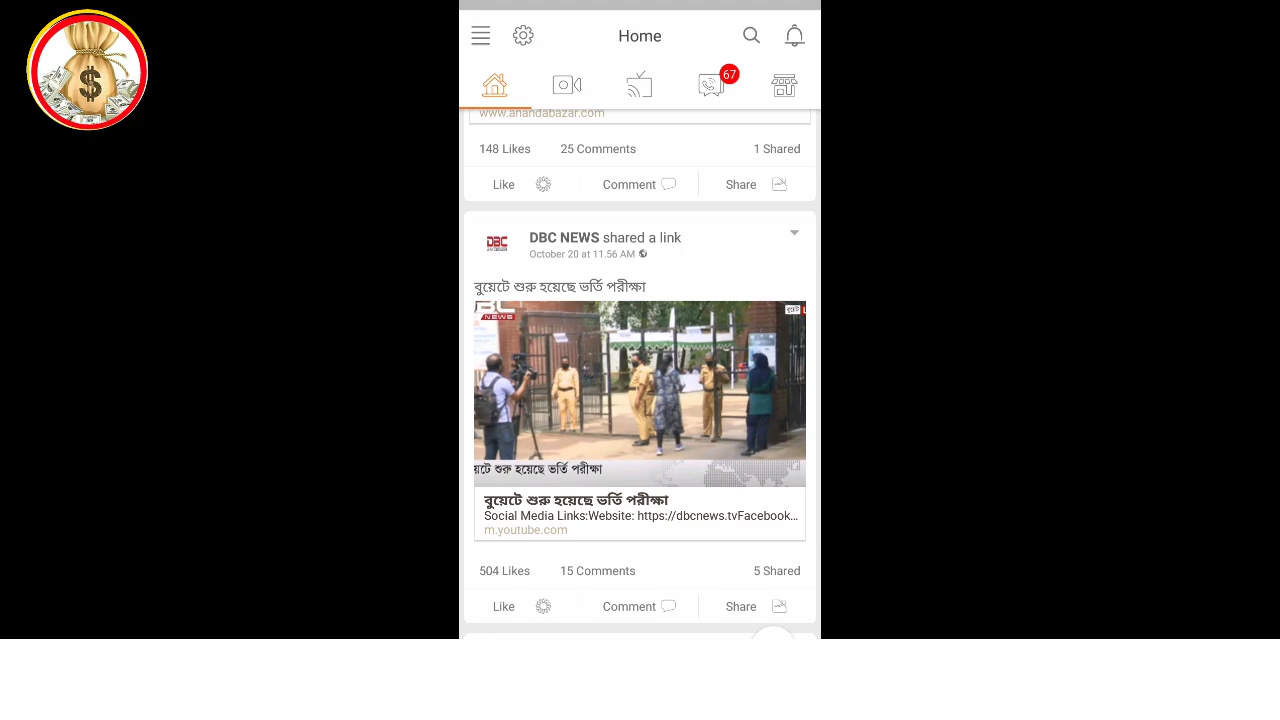 Home
67
www.anandabazar.com
148 Likes 25 Comments 1 Shared
Like Comment Share
DBC NEWS shared a link
DBC
October 20 at 11.56 AM
বুয়েটে শুরু হয়েছে ভর্তি পরীক্ষা
BC
NEWS
বুয়েট
য়েটে শুরু হয়েছে ভর্তি পরীক্ষা
বুয়েটে শুরু হয়েছে ভর্তি পরীক্ষা
Social Media Links:Website: https://dbcnews.tvFacebook...
m.youtube.com
504 Likes 15 Comments 5 Shared
Like Comment Share